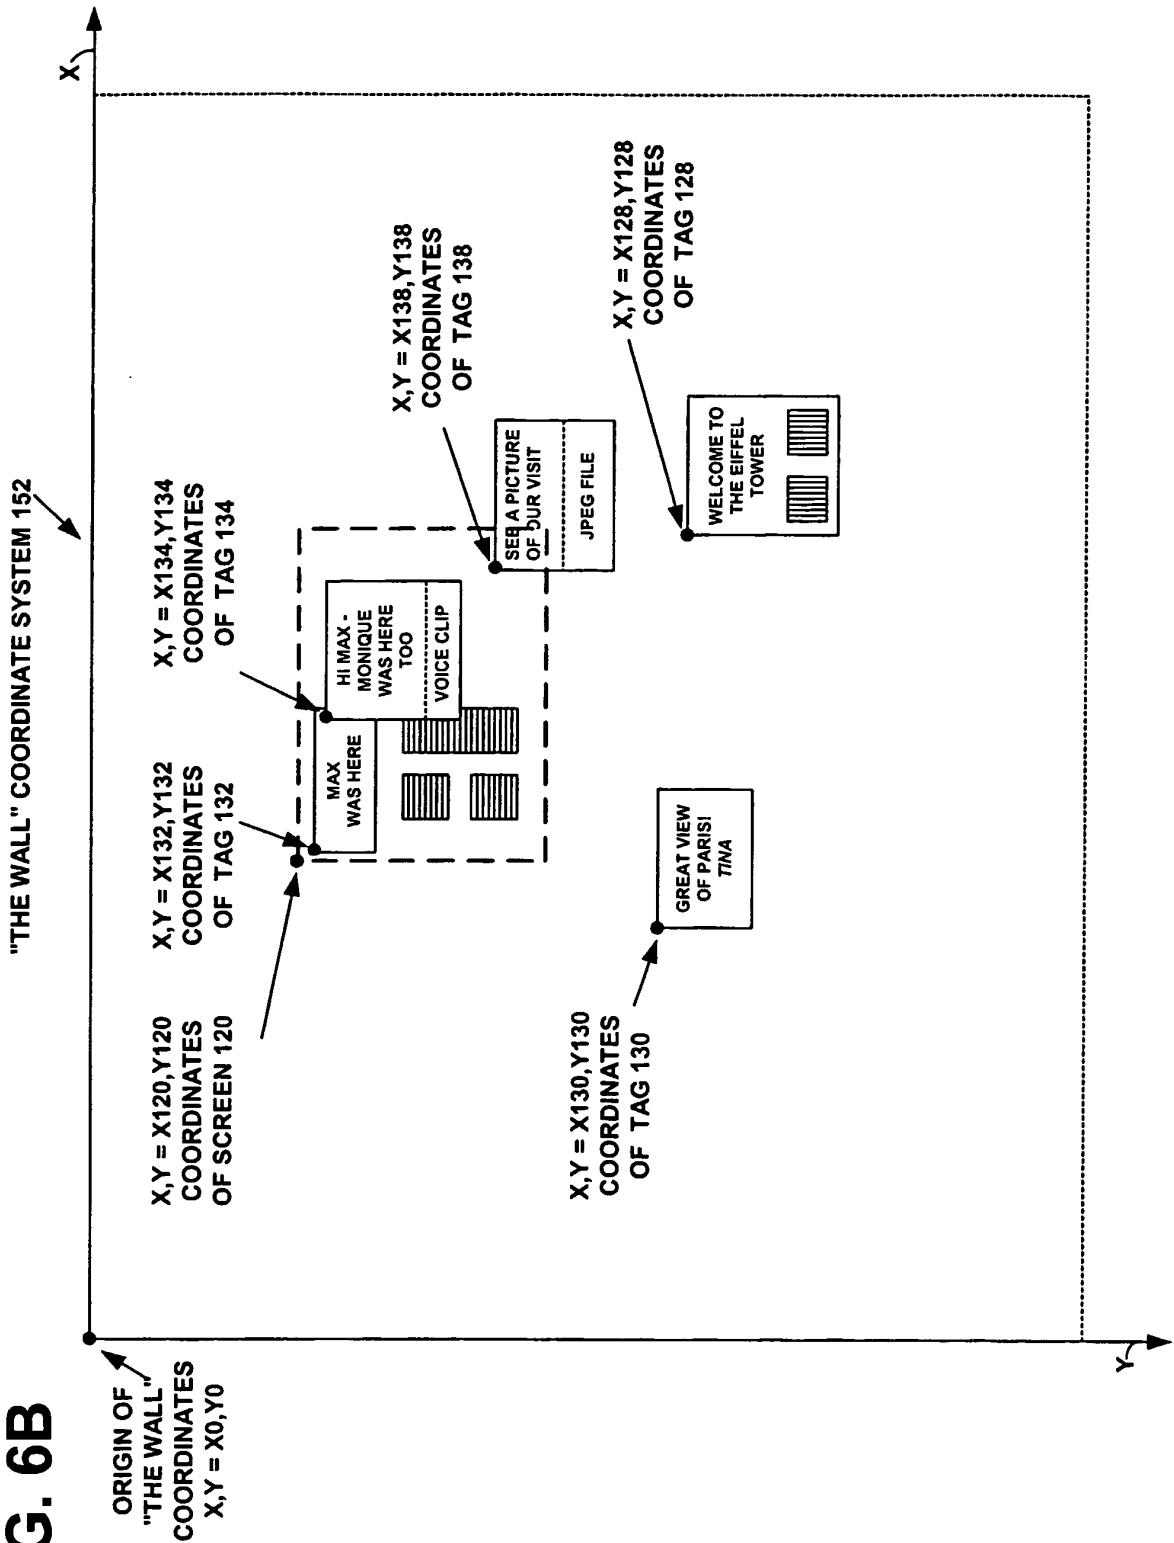 G. 6B
"THE WALL" COORDINATE SYSTEM 152
ORIGIN OF
"THE WALL"
COORDINATES
X,Y = X0,Y0
X
Y
X,Y = X120,Y120
COORDINATES
OF SCREEN 120
X,Y = X132,Y132
COORDINATES
OF TAG 132
X,Y = X134,Y134
COORDINATES
OF TAG 134
X,Y = X138,Y138
COORDINATES
OF TAG 138
X,Y = X128,Y128
COORDINATES
OF TAG 128
X,Y = X130,Y130
COORDINATES
OF TAG 130
MAX
WAS HERE
HI MAX -
MONIQUE
WAS HERE
TOO
VOICE CLIP
SEE A PICTURE
OF OUR VISIT
JPEG FILE
WELCOME TO
THE EIFFEL
TOWER
GREAT VIEW
OF PARIS!
TINA